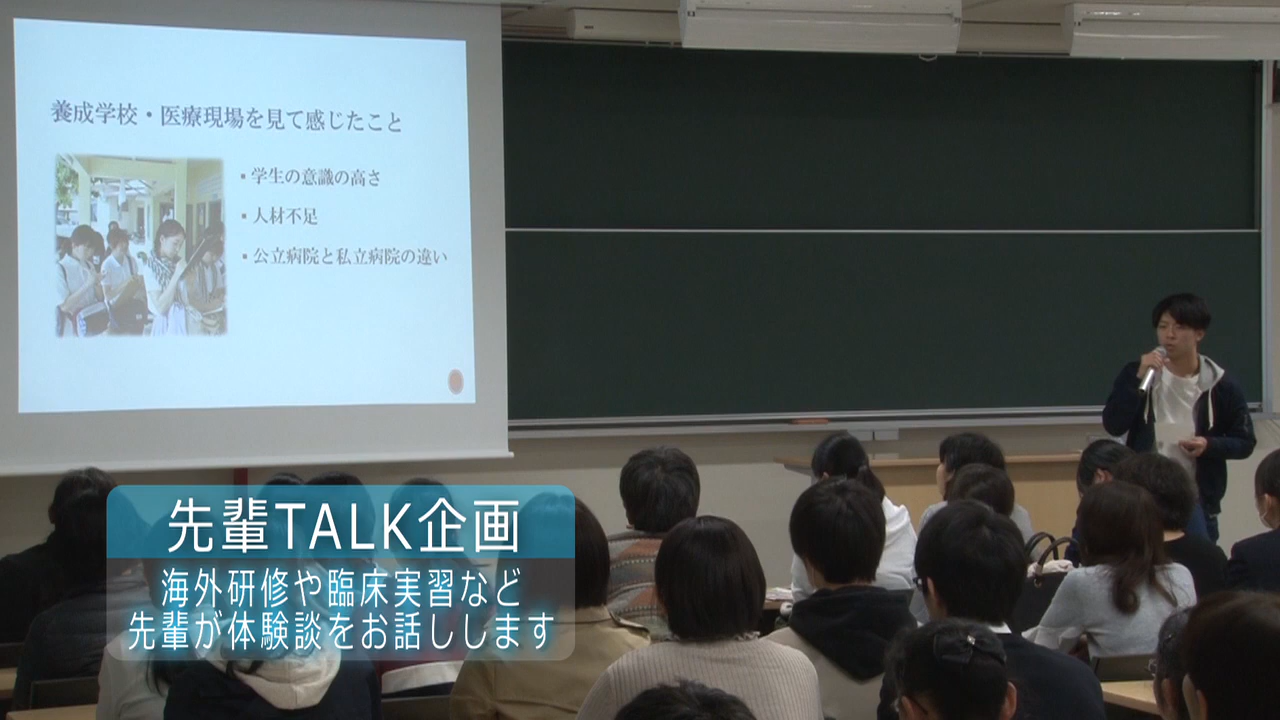 養成学校・医療現場を見て感じたこと
▪ 学生の意識の高さ
▪ 人材不足
▪ 公立病院と私立病院の違い
先輩TALK企画
海外研修や臨床実習など
先輩が体験談をお話しします